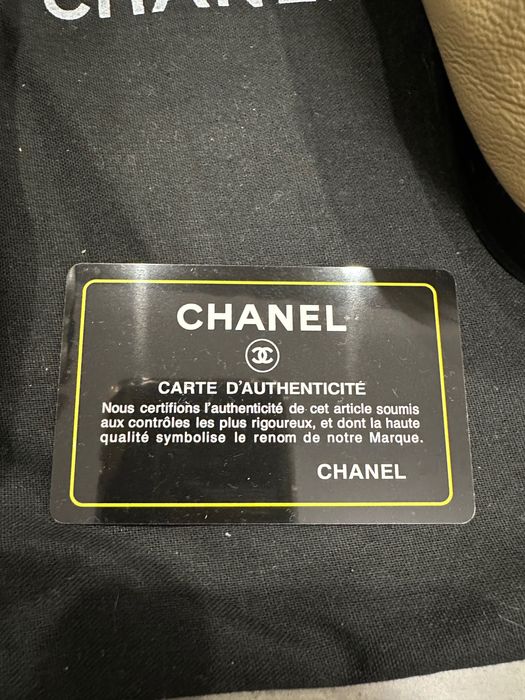 CHANEL
CHANEL
CARTE D'AUTHENTICITÉ
Nous certifions l'authenticité de cet article soumis
aux contrôles les plus rigoureux, et dont la haute
qualité symbolise le renom de notre Marque.
CHANEL